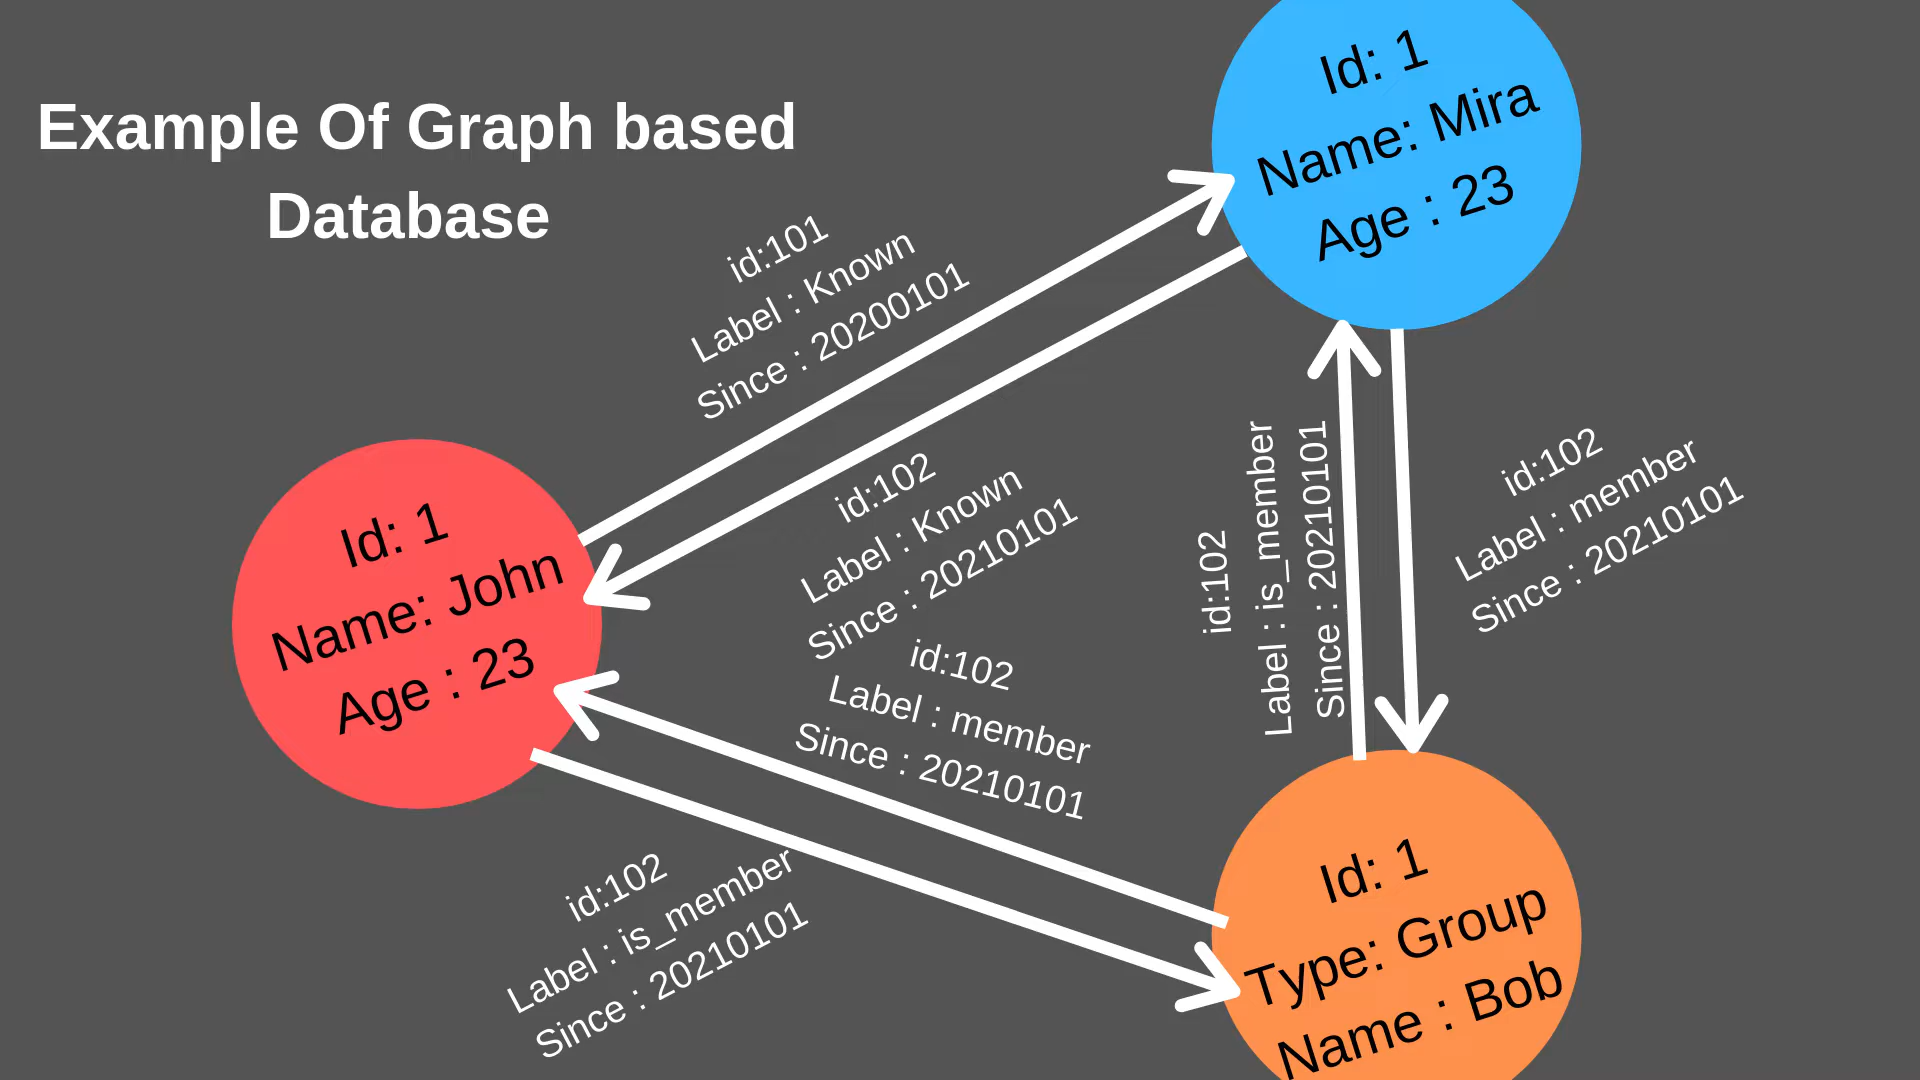 Example Of Graph based
Database
Id: 1
Name: Mira
Age : 23
id:101
Label : Known
Since : 20200101
id:102
Label : Known
Since : 20210101
id:102
Label : is_member
Since : 20210101
id:102
Label : member
Since : 20210101
Id: 1
Name: John
Age : 23
id:102
Label : member
Since : 20210101
id:102
Label : is_member
Since : 20210101
Id: 1
Type: Group
Name : Bob